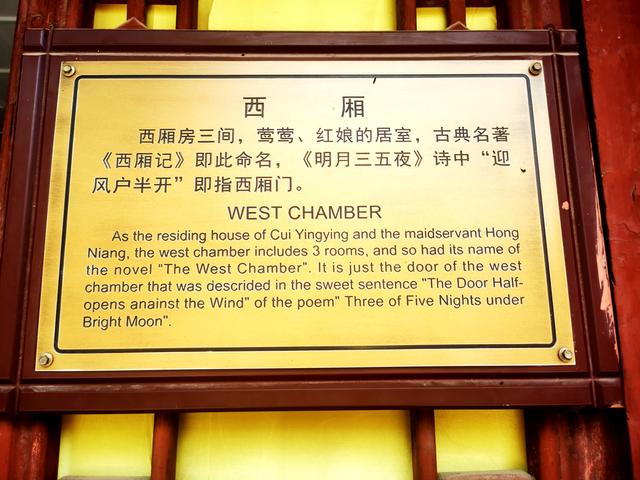 西 厢
西厢房三间，莺莺、红娘的居室，古典名著
《西厢记》即此命名，《明月三五夜》诗中“迎
风户半开”即指西厢门。
WEST CHAMBER
As the residing house of Cui Yingying and the maidservant Hong
Niang, the west chamber includes 3 rooms, and so had its name of
the novel "The West Chamber". It is just the door of the west
chamber that was descrided in the sweet sentence "The Door Half-
opens anainst the Wind" of the poem" Three of Five Nights under
Bright Moon".